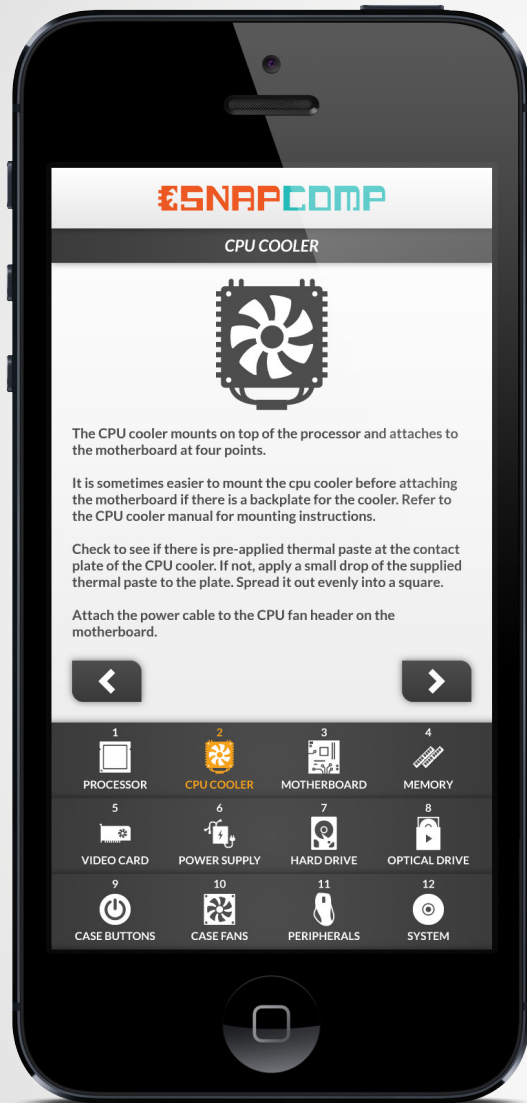 SNAPCOMP
CPU COOLER
The CPU cooler mounts on top of the processor and attaches to
the motherboard at four points.
It is sometimes easier to mount the cpu cooler before attaching
the motherboard if there is a backplate for the cooler. Refer to
the CPU cooler manual for mounting instructions.
Check to see if there is pre-applied thermal paste at the contact
plate of the CPU cooler. If not, apply a small drop of the supplied
thermal paste to the plate. Spread it out evenly into a square.
Attach the power cable to the CPU fan header on the
motherboard.
1 2 3 4
PROCESSOR CPU COOLER MOTHERBOARD MEMORY
5 6 7 8
VIDEO CARD POWER SUPPLY HARD DRIVE OPTICAL DRIVE
9 10 11 12
CASE BUTTONS CASE FANS PERIPHERALS SYSTEM